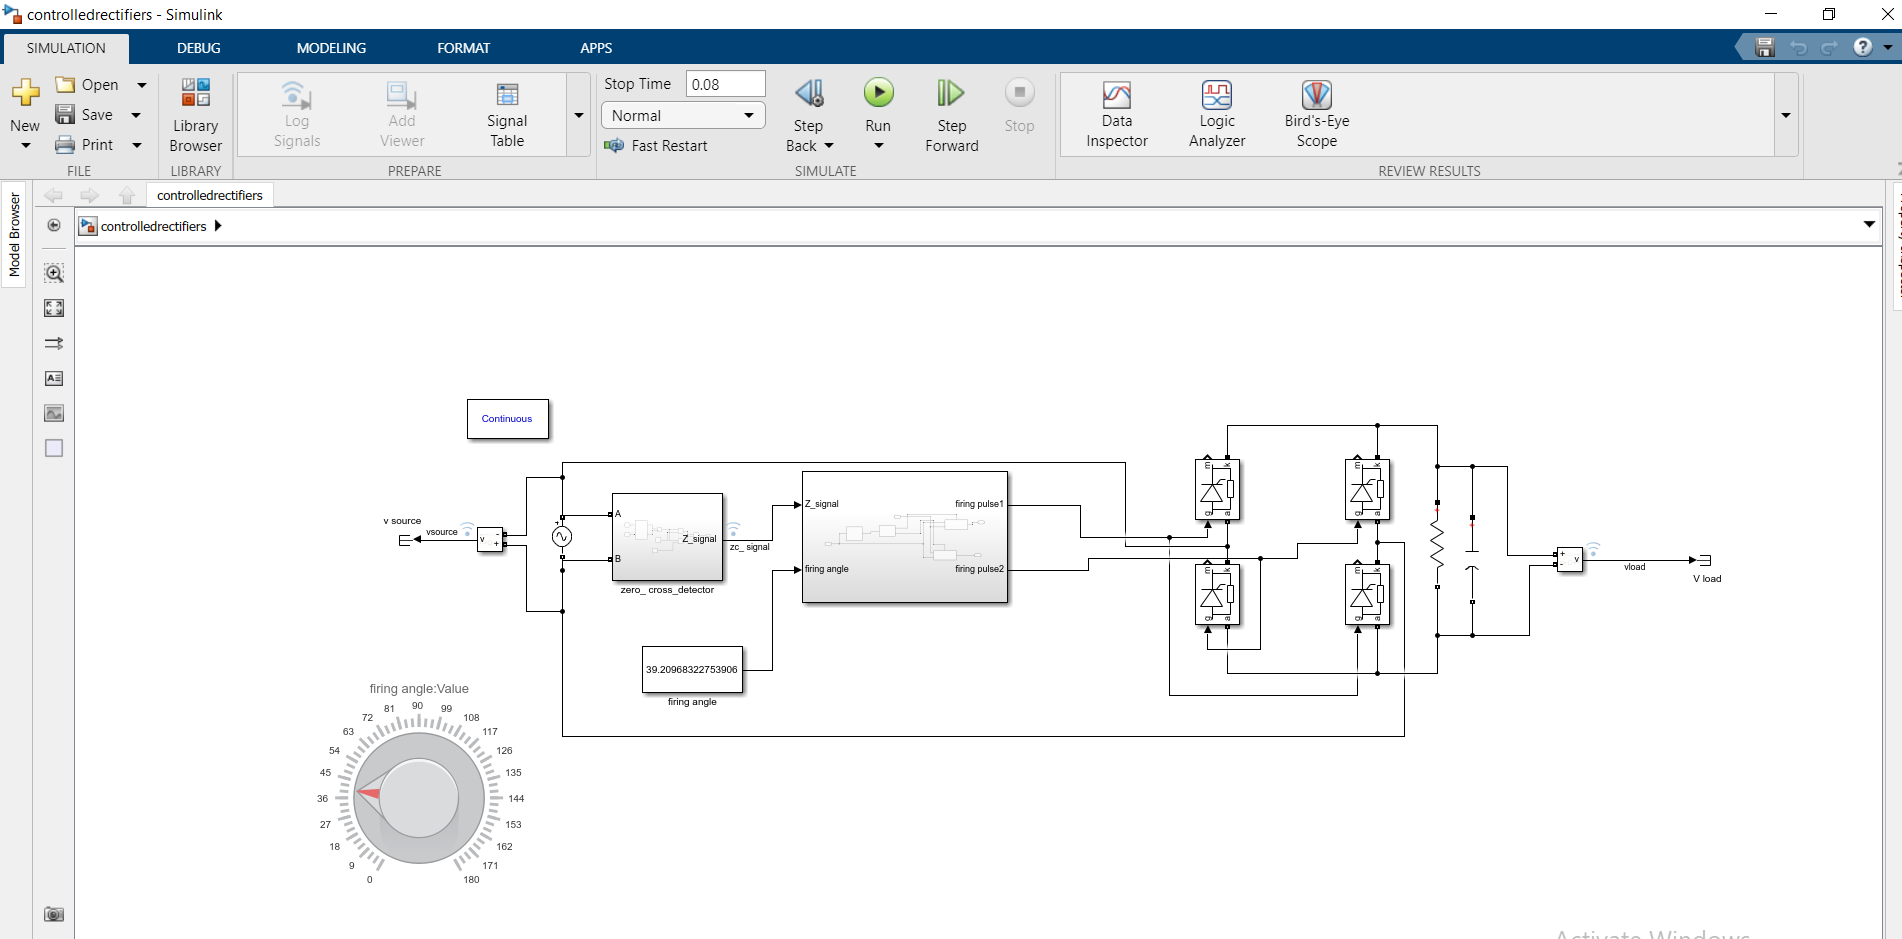 controlledrectifiers - Simulink
SIMULATION DEBUG MODELING FORMAT APPS
New
Open
Save
Print
FILE
Library
Browser
LIBRARY
Log
Signals
Add
Viewer
Signal
Table
PREPARE
Stop Time 0.08
Normal
Fast Restart
Step
Back
Run
Step
Forward
Stop
SIMULATE
Data
Inspector
Logic
Analyzer
Bird's-Eye
Scope
REVIEW RESULTS
Model Browser
controlledrectifiers
controlledrectifiers
Continuous
v source
vsource
v
-
+
+
A
B
Z_signal
zero_ cross_detector
zc_ signal
Z_signal
firing angle
firing pulse1
firing pulse2
39.20968322753906
firing angle
m k
g a
m k
g a
m k
g a
m k
g a
+
+
+
-
v
vload
V load
firing angle:Value
0
9
18
27
36
45
54
63
72
81
90
99
108
117
126
135
144
153
162
171
180